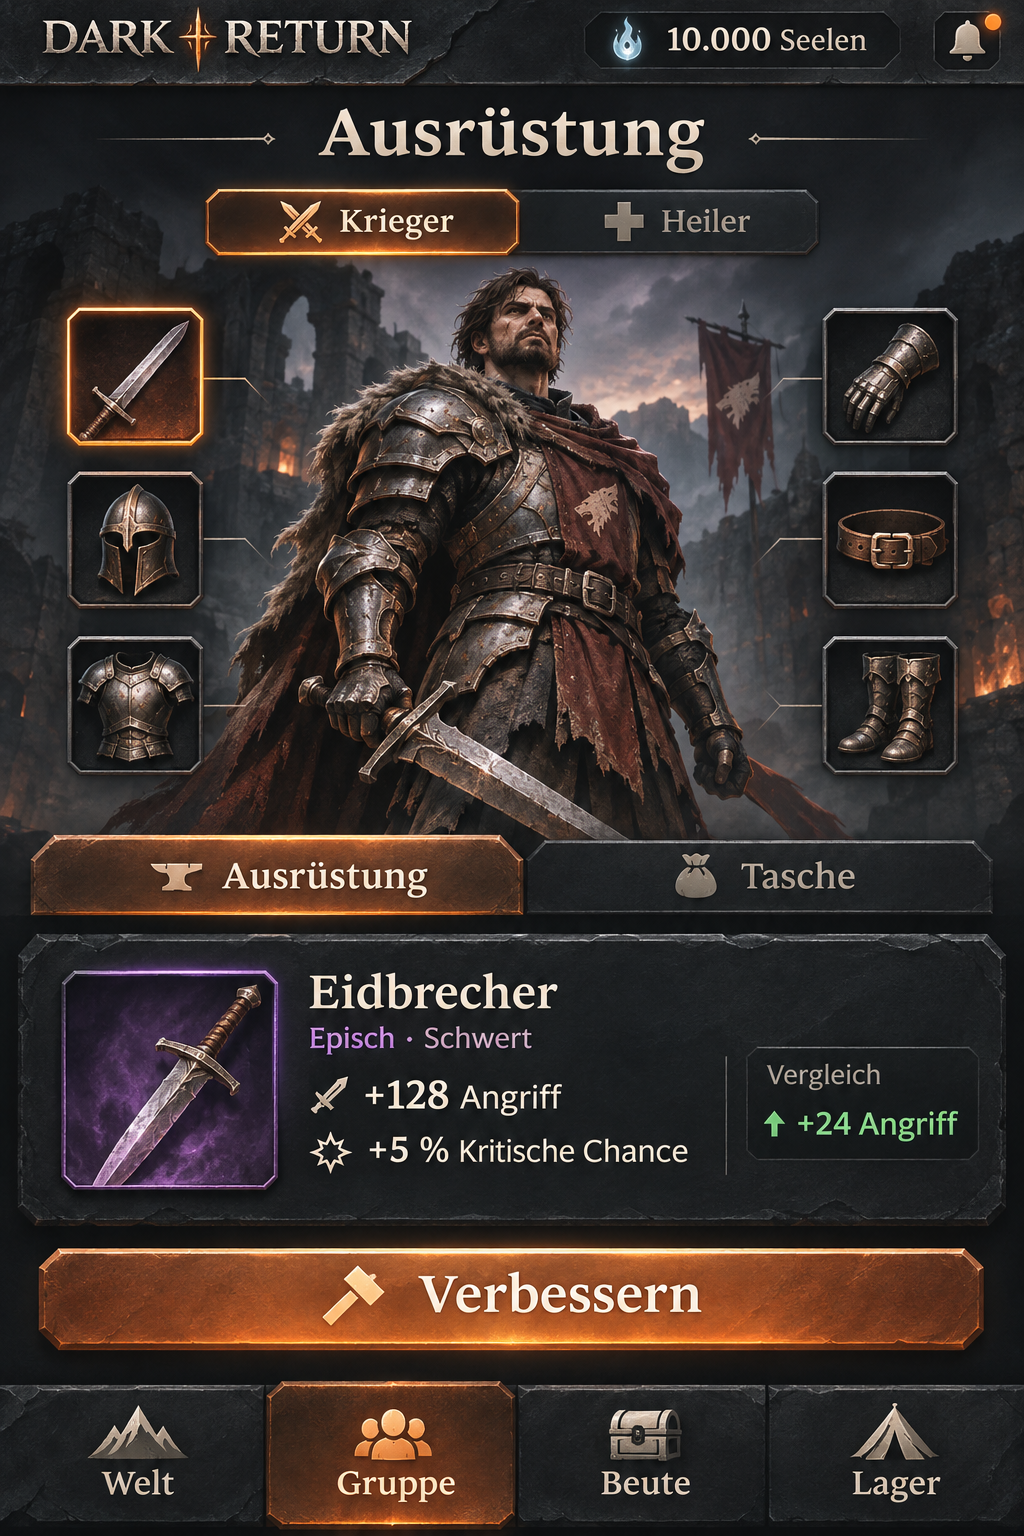 DARK RETURN
10.000 Seelen
Ausrüstung
Krieger
Heiler
Ausrüstung
Tasche
Eidbrecher
Episch · Schwert
+128 Angriff
+5 % Kritische Chance
Vergleich
+24 Angriff
Verbessern
Welt
Gruppe
Beute
Lager